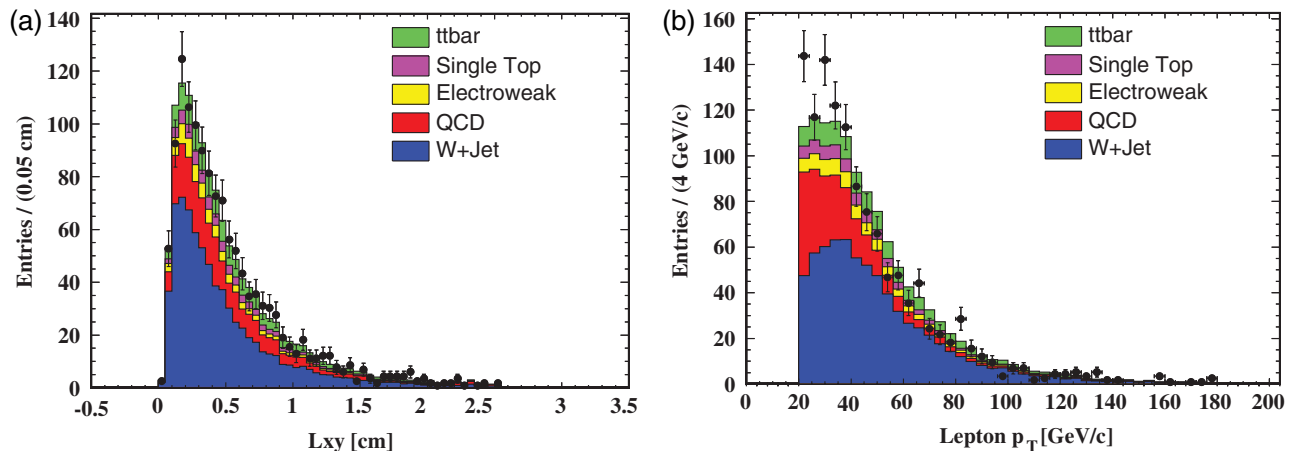 (a)
Entries / (0.05 cm)
140
120
100
80
60
40
20
0
ttbar
Single Top
Electroweak
QCD
W+Jet
-0.5 0 0.5 1 1.5 2 2.5 3 3.5
Lxy [cm]
(b)
Entries / (4 GeV/c)
160
140
120
100
80
60
40
20
0
ttbar
Single Top
Electroweak
QCD
W+Jet
0 20 40 60 80 100 120 140 160 180 200
Lepton p_T [GeV/c]